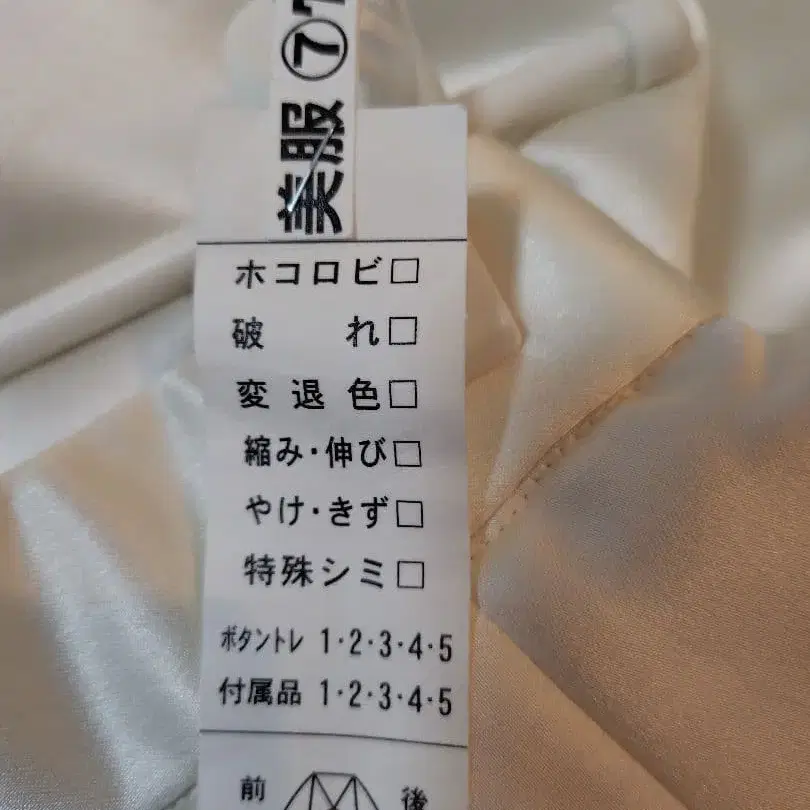 美服 ⑦
ホコロビ□
破れ□
変退色□
縮み・伸び□
やけ・きず□
特殊シミ□
ボタントレ 1・2・3・4・5
付属品 1・2・3・4・5
前 後